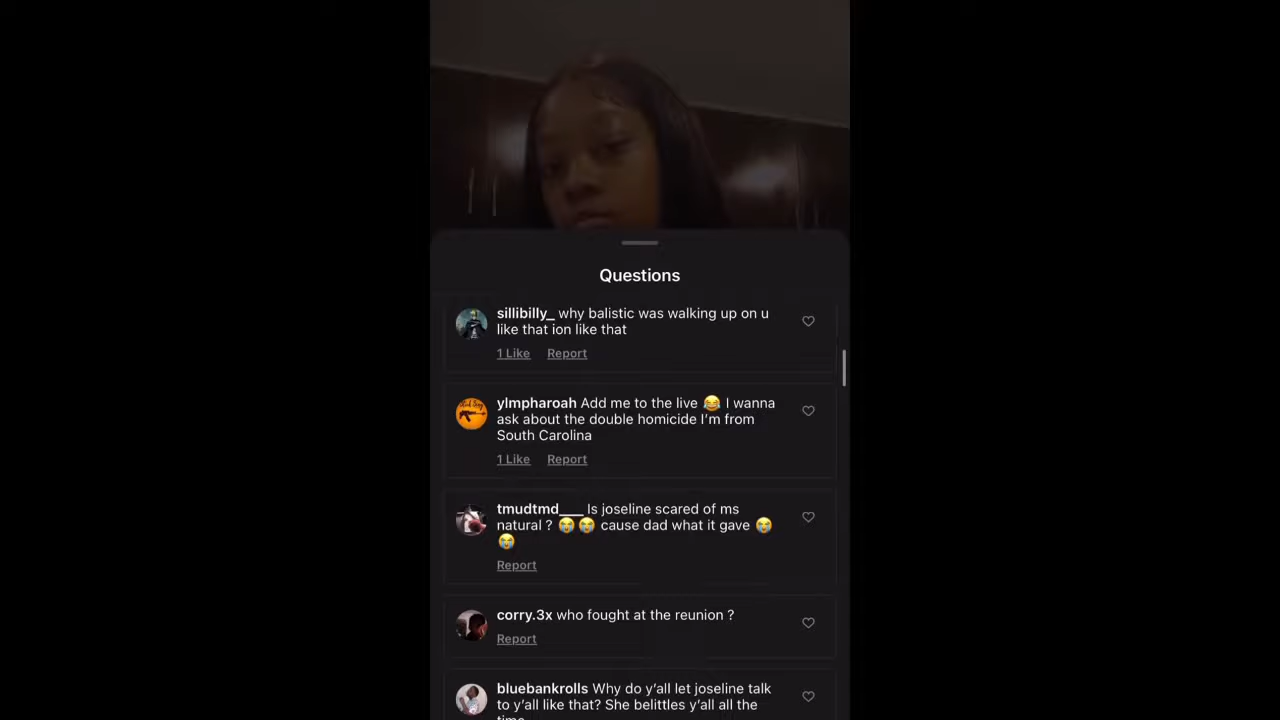 Questions
sillibilly_ why balistic was walking up on u
like that ion like that
1 Like Report
ylmpharoah Add me to the live 😂 I wanna
ask about the double homicide I'm from
South Carolina
1 Like Report
tmudtmd___ Is joseline scared of ms
natural ? 😭😭 cause dad what it gave 😭
😭
Report
corry.3x who fought at the reunion ?
Report
bluebankrolls Why do y'all let joseline talk
to y'all like that? She belittles y'all all the
time